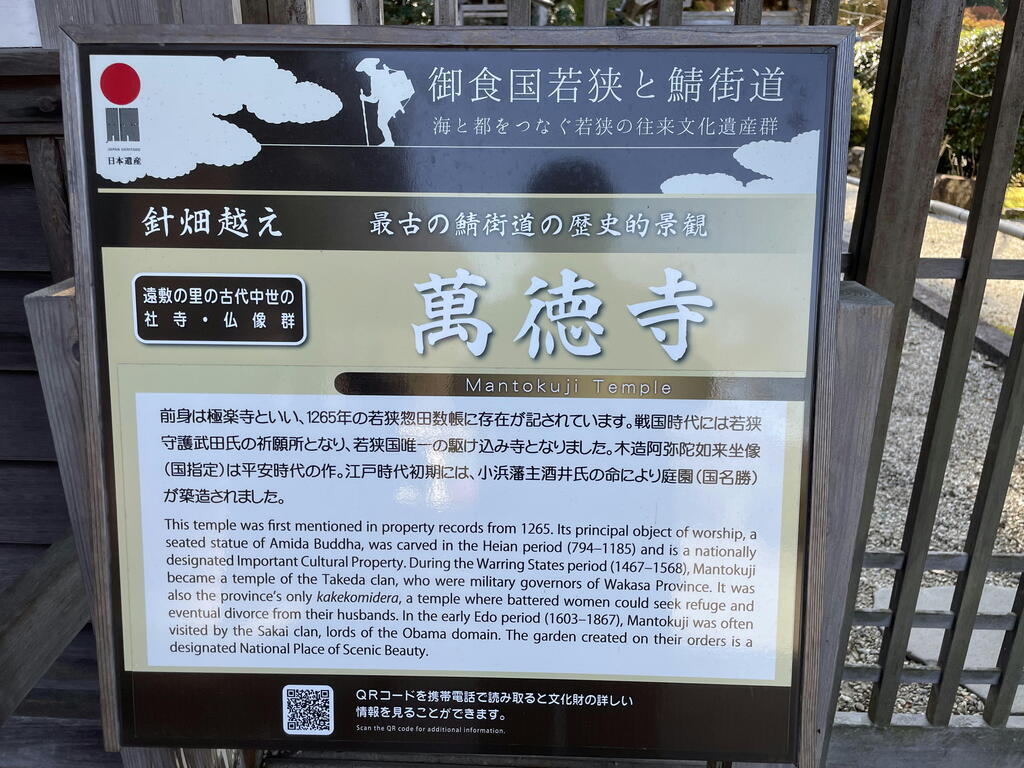 御食国若狭と鯖街道
海と都をつなぐ若狭の往来文化遺産群
JAPAN HERITAGE
日本遺産
針畑越え 最古の鯖街道の歴史的景観
遠敷の里の古代中世の
社寺・仏像群
萬徳寺
Mantokuji Temple
前身は極楽寺といい、1265年の若狭惣田数帳に存在が記されています。戦国時代には若狭
守護武田氏の祈願所となり、若狭国唯一の駆け込み寺となりました。木造阿弥陀如来坐像
（国指定）は平安時代の作。江戸時代初期には、小浜藩主酒井氏の命により庭園（国名勝）
が築造されました。
This temple was first mentioned in property records from 1265. Its principal object of worship, a
seated statue of Amida Buddha, was carved in the Heian period (794–1185) and is a nationally
designated Important Cultural Property. During the Warring States period (1467–1568), Mantokuji
became a temple of the Takeda clan, who were military governors of Wakasa Province. It was
also the province's only kakekomidera, a temple where battered women could seek refuge and
eventual divorce from their husbands. In the early Edo period (1603–1867), Mantokuji was often
visited by the Sakai clan, lords of the Obama domain. The garden created on their orders is a
designated National Place of Scenic Beauty.
QRコードを携帯電話で読み取ると文化財の詳しい
情報を見ることができます。
Scan the QR code for additional information.